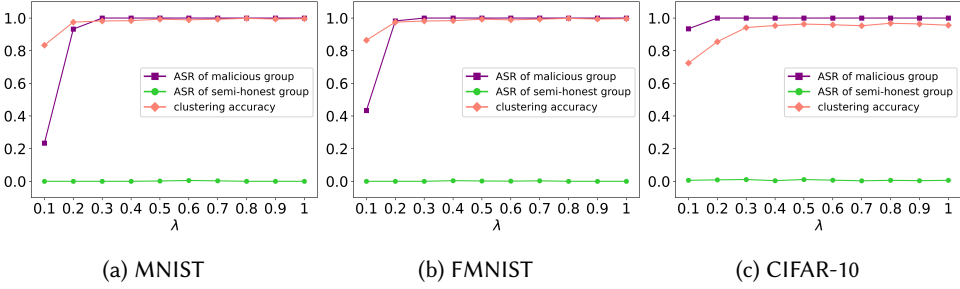 1.0
0.8
0.6
0.4
0.2
0.0
ASR of malicious group
ASR of semi-honest group
clustering accuracy
0.1 0.2 0.3 0.4 0.5 0.6 0.7 0.8 0.9 1
λ
(a) MNIST
1.0
0.8
0.6
0.4
0.2
0.0
ASR of malicious group
ASR of semi-honest group
clustering accuracy
0.1 0.2 0.3 0.4 0.5 0.6 0.7 0.8 0.9 1
λ
(b) FMNIST
1.0
0.8
0.6
0.4
0.2
0.0
ASR of malicious group
ASR of semi-honest group
clustering accuracy
0.1 0.2 0.3 0.4 0.5 0.6 0.7 0.8 0.9 1
λ
(c) CIFAR-10